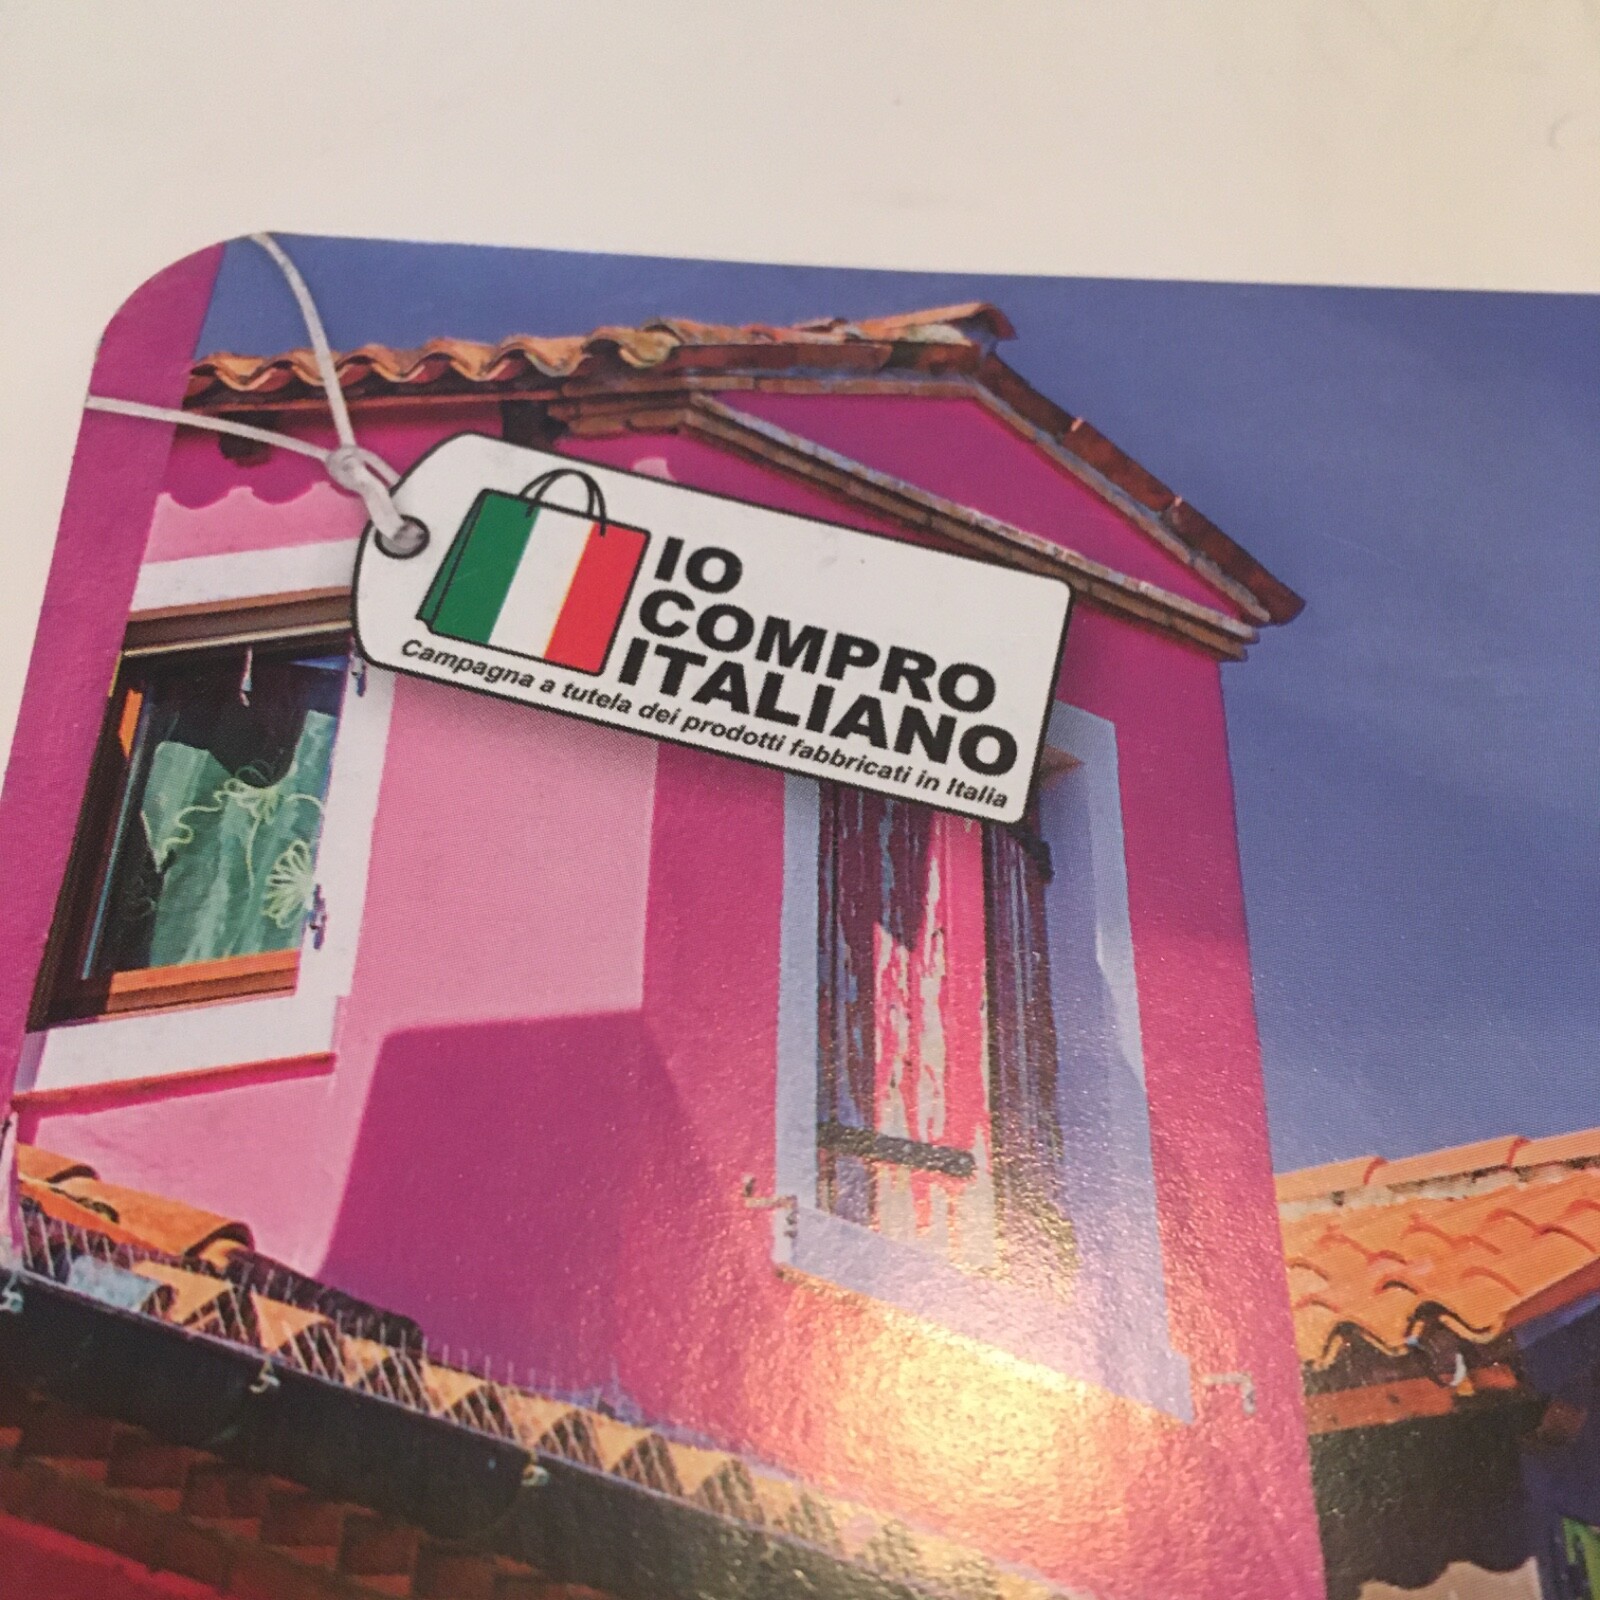 IO
COMPRO
ITALIANO
Campagna a tutela dei prodotti fabbricati in Italia